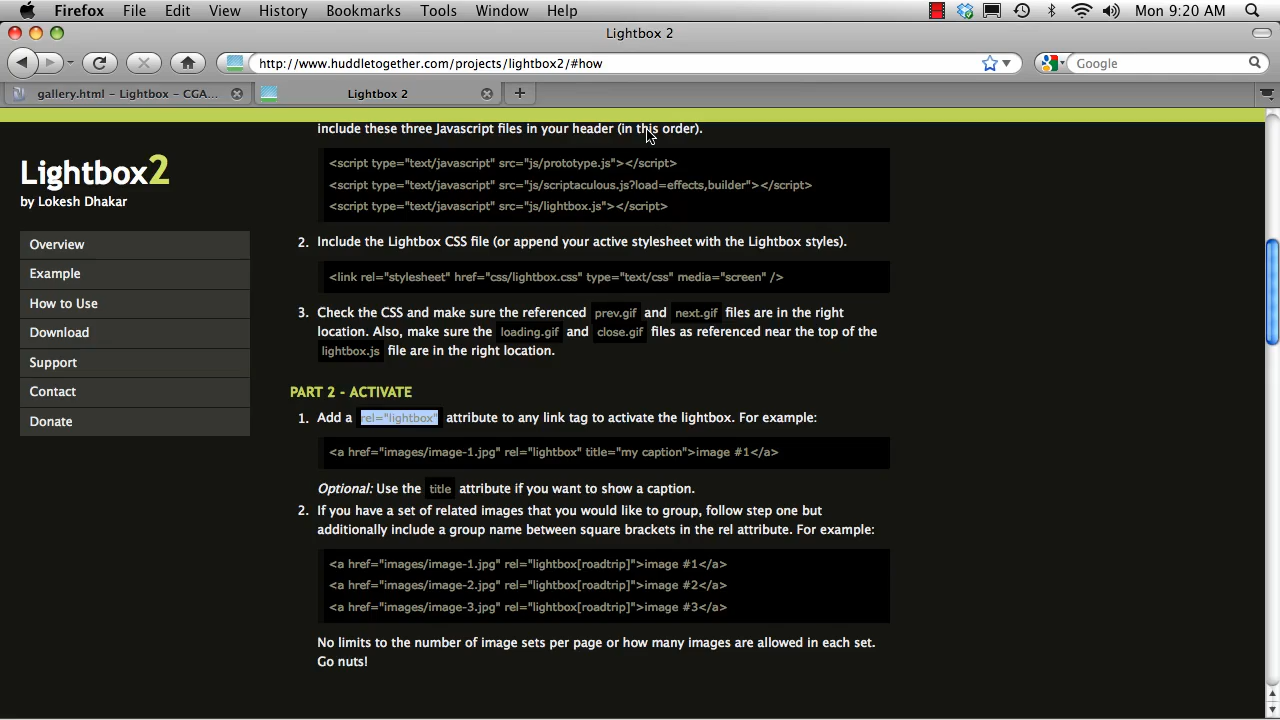 Firefox File Edit View History Bookmarks Tools Window Help Mon 9:20 AM
Lightbox 2
http://www.huddletogether.com/projects/lightbox2/#how
Google
gallery.html – Lightbox – CGA...
Lightbox 2
include these three Javascript files in your header (in this order).
<script type="text/javascript" src="js/prototype.js"></script>
<script type="text/javascript" src="js/scriptaculous.js?load=effects,builder"></script>
<script type="text/javascript" src="js/lightbox.js"></script>
Lightbox2
by Lokesh Dhakar
Overview
Example
How to Use
Download
Support
Contact
Donate
2. Include the Lightbox CSS file (or append your active stylesheet with the Lightbox styles).
<link rel="stylesheet" href="css/lightbox.css" type="text/css" media="screen" />
3. Check the CSS and make sure the referenced prev.gif and next.gif files are in the right
location. Also, make sure the loading.gif and close.gif files as referenced near the top of the
lightbox.js file are in the right location.
PART 2 - ACTIVATE
1. Add a rel="lightbox" attribute to any link tag to activate the lightbox. For example:
<a href="images/image-1.jpg" rel="lightbox" title="my caption">image #1</a>
Optional: Use the title attribute if you want to show a caption.
2. If you have a set of related images that you would like to group, follow step one but
additionally include a group name between square brackets in the rel attribute. For example:
<a href="images/image-1.jpg" rel="lightbox[roadtrip]">image #1</a>
<a href="images/image-2.jpg" rel="lightbox[roadtrip]">image #2</a>
<a href="images/image-3.jpg" rel="lightbox[roadtrip]">image #3</a>
No limits to the number of image sets per page or how many images are allowed in each set.
Go nuts!